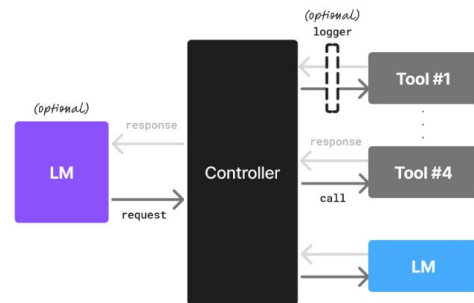 (optional)
logger
Tool #1
(optional)
response
LM
Controller
response
Tool #4
request
call
LM